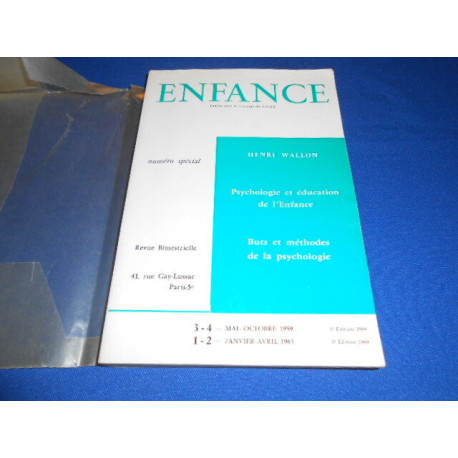 ENFANCE
numéro spécial
HENRI WALLON
Psychologie et éducation
de l'Enfance
Buts et méthodes
de la psychologie
Revue Bimestrielle
41, rue Gay-Lussac
Paris-5e
3-4 — MAI-OCTOBRE 1959
1-2 — JANVIER-AVRIL 1963